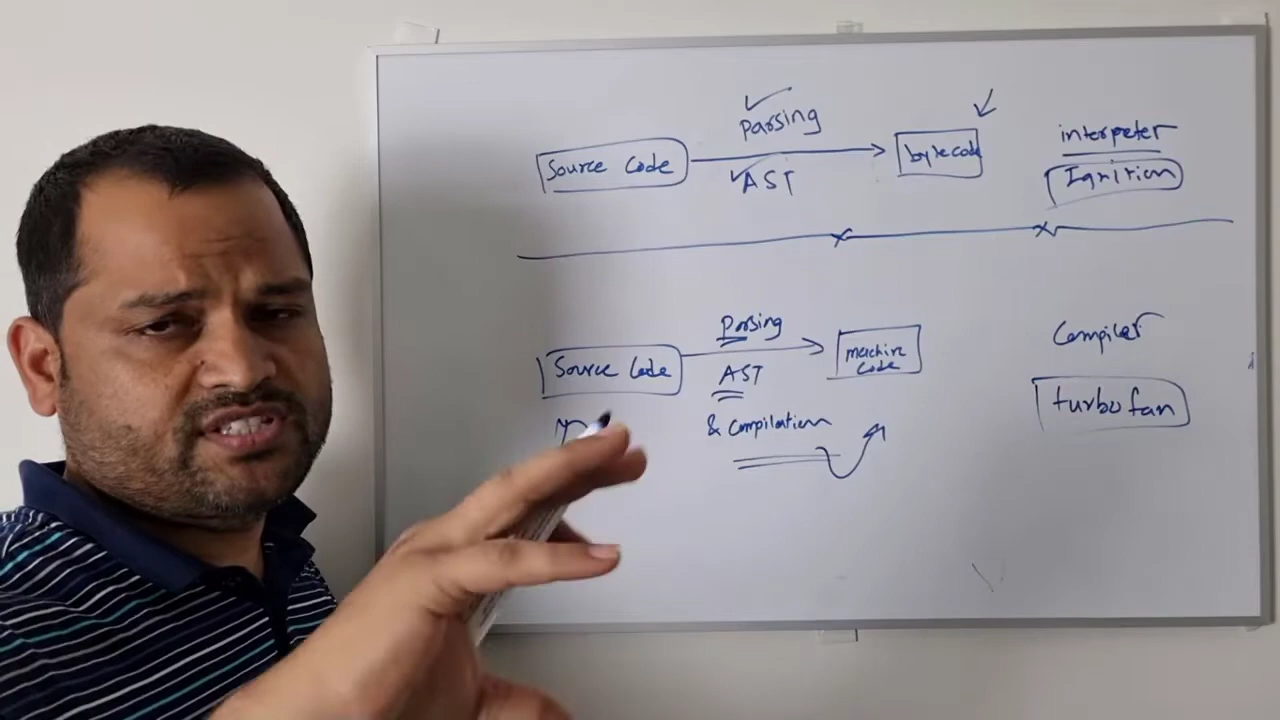 Parsing
Source Code
bytecode
AST
interpeter
Ignition
Source Code
Parsing
AST
& Compilation
machine
code
Compiler
turbofan